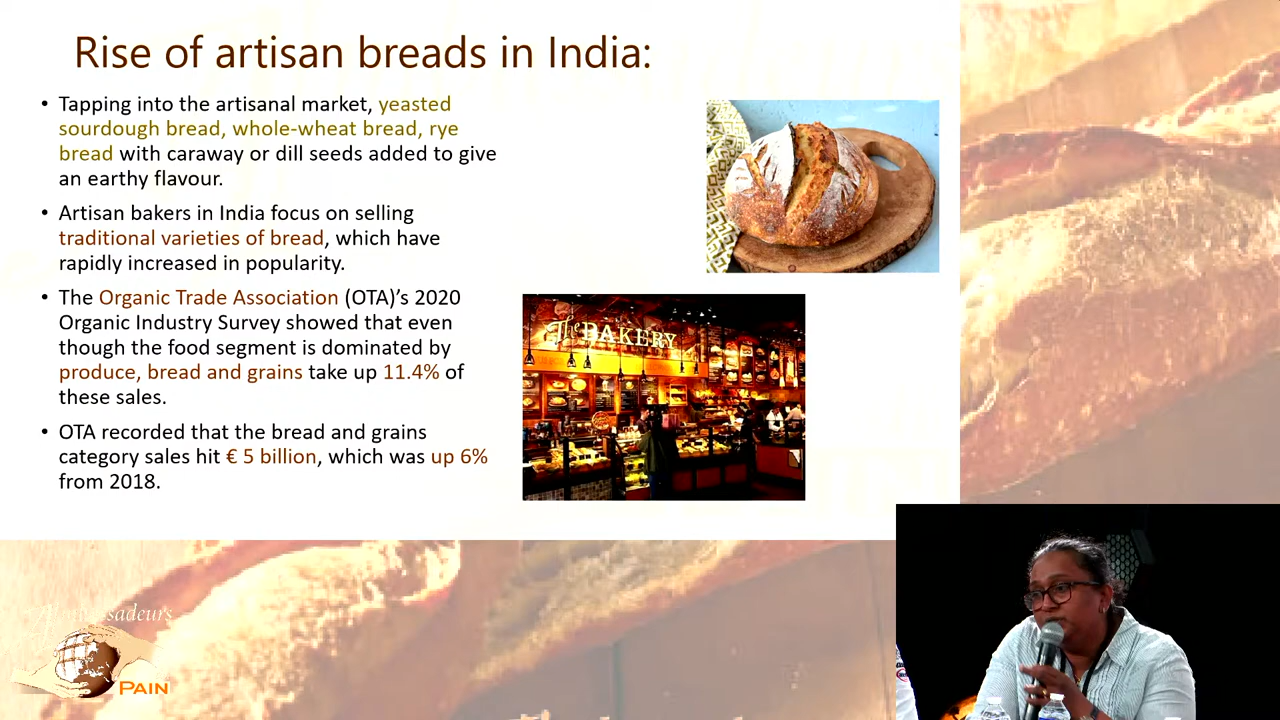 Rise of artisan breads in India:
• Tapping into the artisanal market, yeasted
sourdough bread, whole-wheat bread, rye
bread with caraway or dill seeds added to give
an earthy flavour.
• Artisan bakers in India focus on selling
traditional varieties of bread, which have
rapidly increased in popularity.
• The Organic Trade Association (OTA)’s 2020
Organic Industry Survey showed that even
though the food segment is dominated by
produce, bread and grains take up 11.4% of
these sales.
• OTA recorded that the bread and grains
category sales hit € 5 billion, which was up 6%
from 2018.
The BAKERY
Ambassadeurs
PAIN